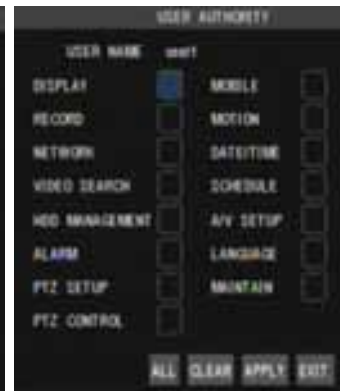 USER AUTHORITY
USER NAME user1
DISPLAY MOBILE
RECORD MOTION
NETWORK DATE/TIME
VIDEO SEARCH SCHEDULE
HDD MANAGEMENT A/V SETUP
ALARM LANGUAGE
PTZ SETUP MAINTAIN
PTZ CONTROL
ALL CLEAR APPLY EXIT